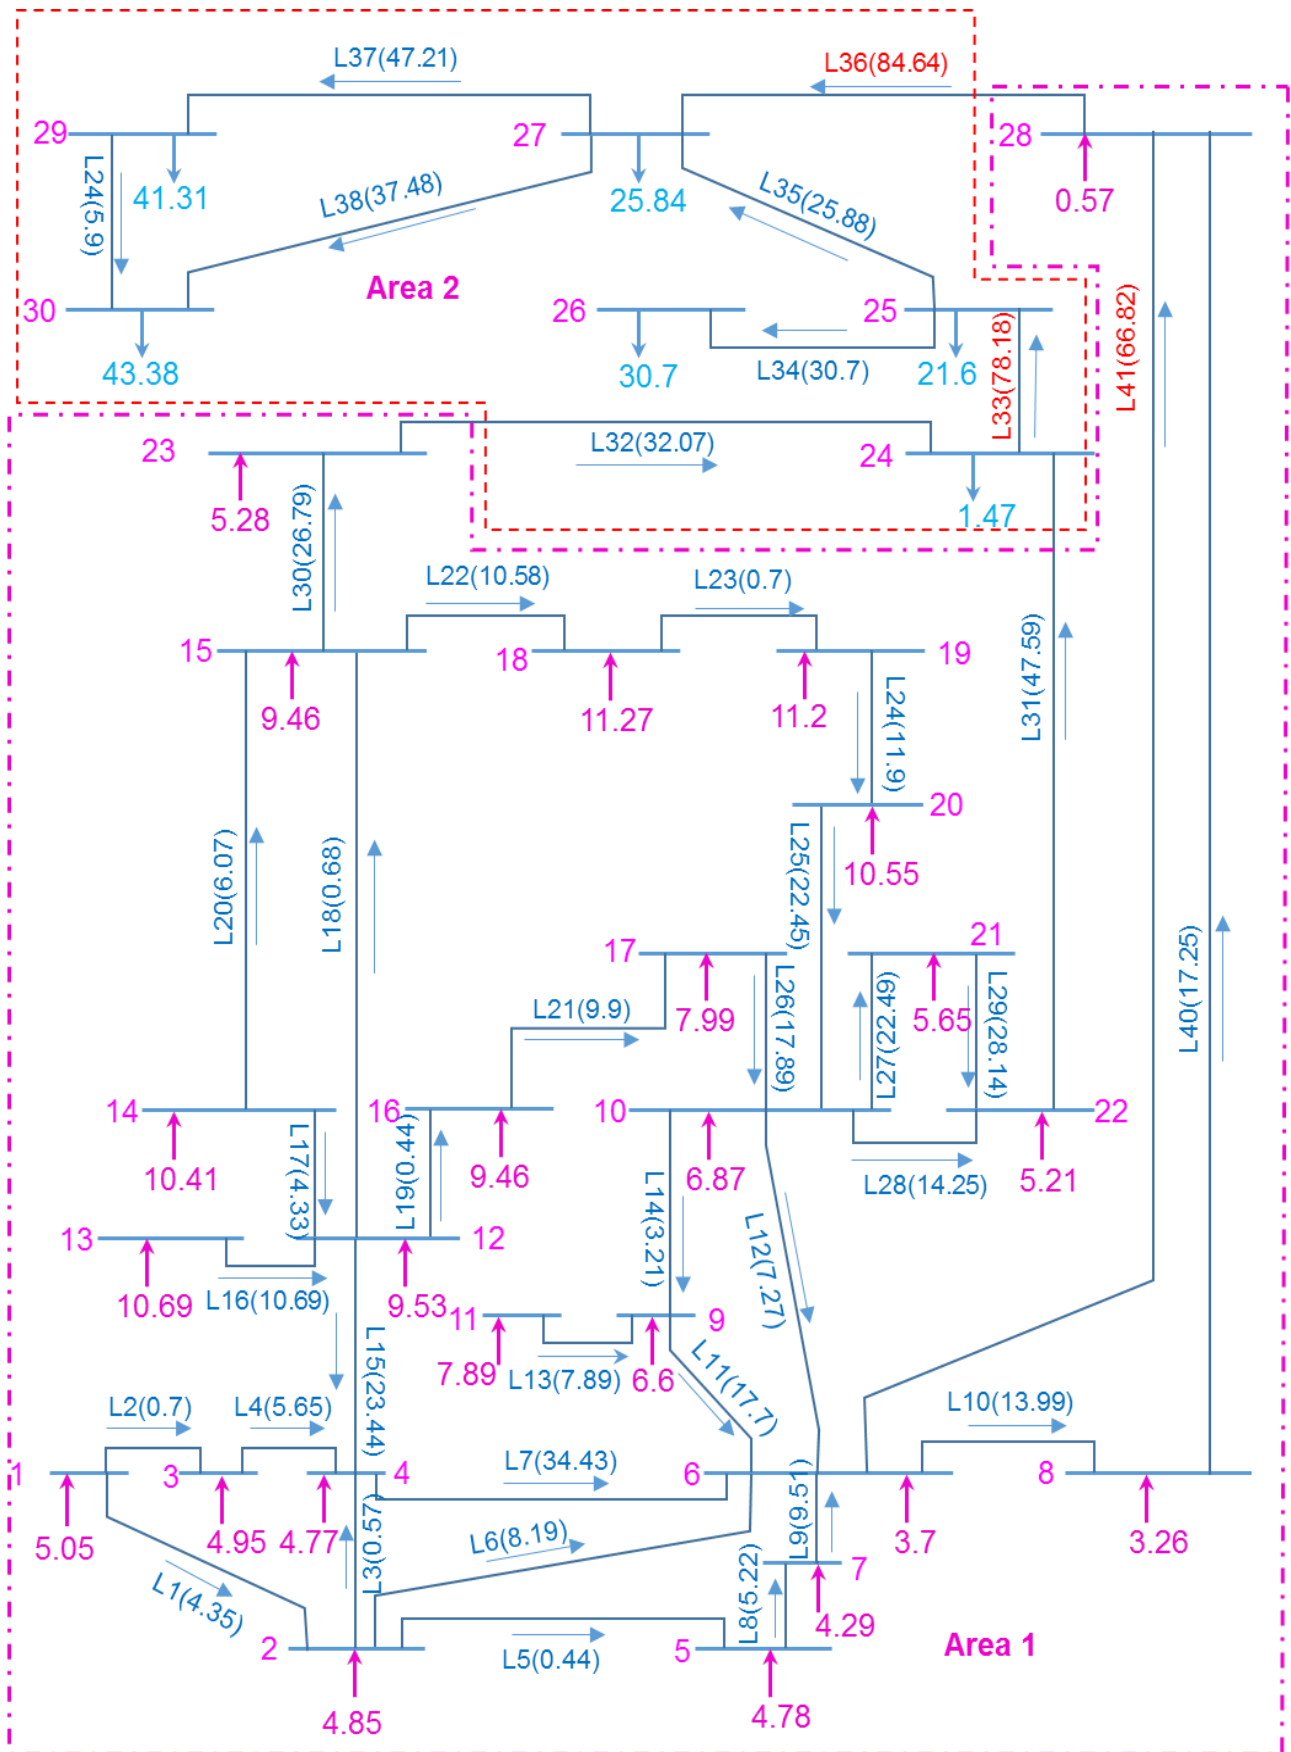 L37(47.21)
L36(84.64)
29
27
28
L24(5.9)
41.31
L38(37.48)
25.84
L35(25.88)
0.57
Area 2
30
26
25
43.38
30.7
L34(30.7)
21.6
L33(78.18)
L41(66.82)
23
L32(32.07)
24
5.28
1.47
L30(26.79)
L22(10.58)
L23(0.7)
15
18
19
9.46
11.27
11.2
L24(11.9)
L31(47.59)
20
L20(6.07)
L18(0.68)
L25(22.45)
10.55
17
21
L21(9.9)
7.99
L26(17.89)
L27(22.49)
5.65
L29(28.14)
L40(17.25)
14
16
10
22
10.41
L17(4.33)
L19(0.44)
9.46
L14(3.21)
6.87
L28(14.25)
5.21
13
12
L12(7.27)
10.69
L16(10.69)
9.53
11
9
7.89
L13(7.89)
6.6
L15(23.44)
L11(17.7)
L2(0.7)
L4(5.65)
L10(13.99)
1
3
4
L7(34.43)
6
8
5.05
4.95
4.77
L3(0.57)
L6(8.19)
L9(9.51)
3.7
3.26
L1(4.35)
7
L8(5.22)
4.29
2
L5(0.44)
5
Area 1
4.85
4.78